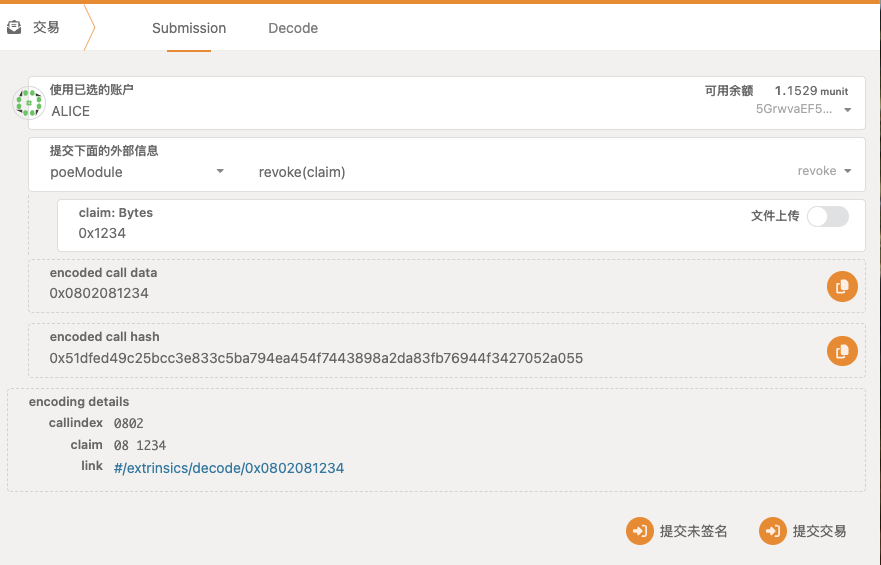 交易 Submission Decode
使用已选的账户 可用余额 1.1529 munit
ALICE 5GrwvaEF5...
提交下面的外部信息
poeModule revoke(claim) revoke
claim: Bytes 文件上传
0x1234
encoded call data
0x0802081234
encoded call hash
0x51dfed49c25bcc3e833c5ba794ea454f7443898a2da83fb76944f3427052a055
encoding details
callindex 0802
claim 08 1234
link #/extrinsics/decode/0x0802081234
提交未签名 提交交易